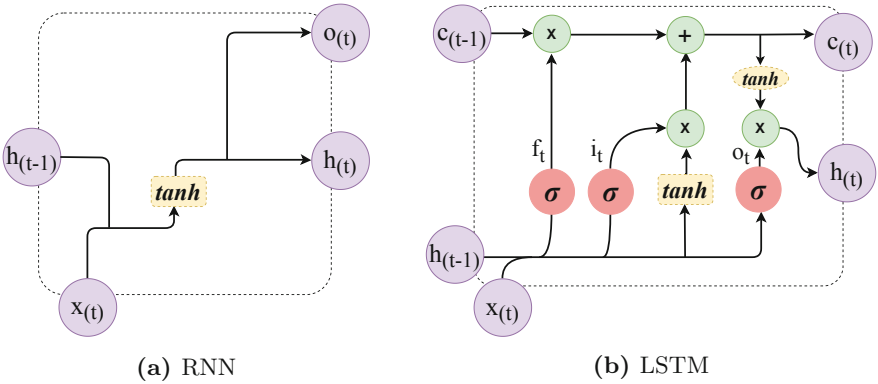 o(t)
h(t-1)
h(t)
tanh
x(t)
(a) RNN
c(t-1)
x
+
c(t)
tanh
ft
it
x
ot
x
σ
σ
tanh
σ
h(t)
h(t-1)
x(t)
(b) LSTM